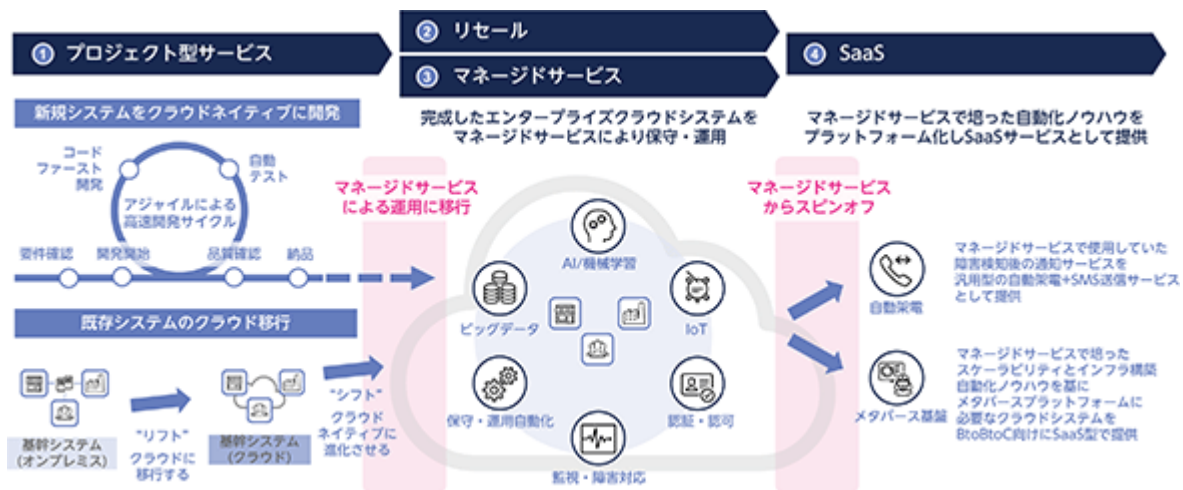 ① プロジェクト型サービス
② リセール
③ マネージドサービス
④ SaaS
新規システムをクラウドネイティブに開発
コード
ファースト
開発
自動
テスト
アジャイルによる
高速開発サイクル
要件確認
開発開始
品質確認
納品
既存システムのクラウド移行
基幹システム
(オンプレミス)
"リフト"
クラウドに
移行する
基幹システム
(クラウド)
"シフト"
クラウド
ネイティブに
進化させる
マネージドサービス
による運用に移行
完成したエンタープライズクラウドシステムを
マネージドサービスにより保守・運用
AI/機械学習
ビッグデータ
IoT
保守・運用自動化
認証・認可
監視・障害対応
マネージドサービスで培った自動化ノウハウを
プラットフォーム化しSaaSサービスとして提供
マネージドサービス
からスピンオフ
自動架電
マネージドサービスで使用していた
障害検知後の通知サービスを
汎用型の自動架電+SMS送信サービス
として提供
メタバース基盤
マネージドサービスで培った
スケーラビリティとインフラ構築
自動化ノウハウを基に
メタバースプラットフォームに
必要なクラウドシステムを
BtoBtoC向けにSaaS型で提供